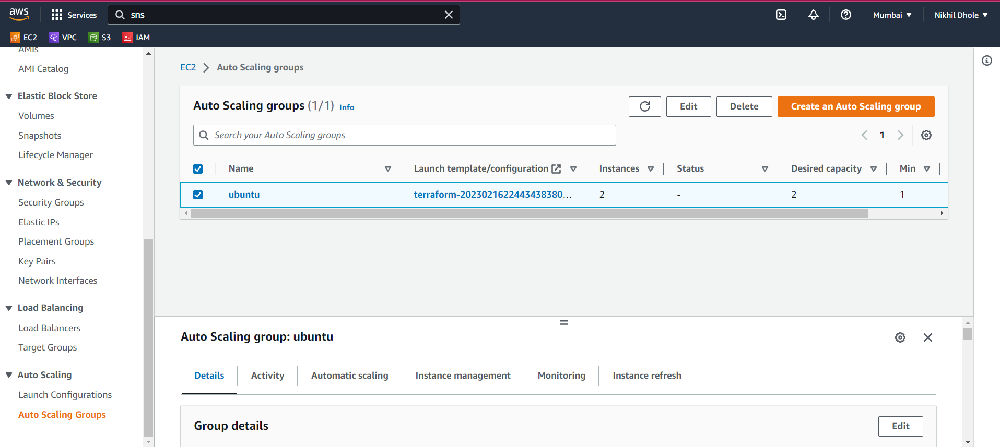 aws Services sns Mumbai Nikhil Dhole
EC2 VPC S3 IAM
AMIs
AMI Catalog
Elastic Block Store
Volumes
Snapshots
Lifecycle Manager
Network & Security
Security Groups
Elastic IPs
Placement Groups
Key Pairs
Network Interfaces
Load Balancing
Load Balancers
Target Groups
Auto Scaling
Launch Configurations
Auto Scaling Groups
EC2 > Auto Scaling groups
Auto Scaling groups (1/1) Info Edit Delete Create an Auto Scaling group
Search your Auto Scaling groups 1
Name Launch template/configuration Instances Status Desired capacity Min
ubuntu terraform-2023021622443438380... 2 - 2 1
Auto Scaling group: ubuntu
Details Activity Automatic scaling Instance management Monitoring Instance refresh
Group details Edit